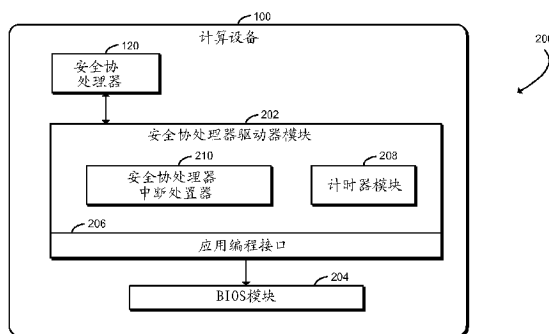 100
计算设备
200
120
安全协
处理器
202
安全协处理器驱动器模块
210
安全协处理器
中断处置器
208
计时器模块
206
应用编程接口
204
BIOS模块